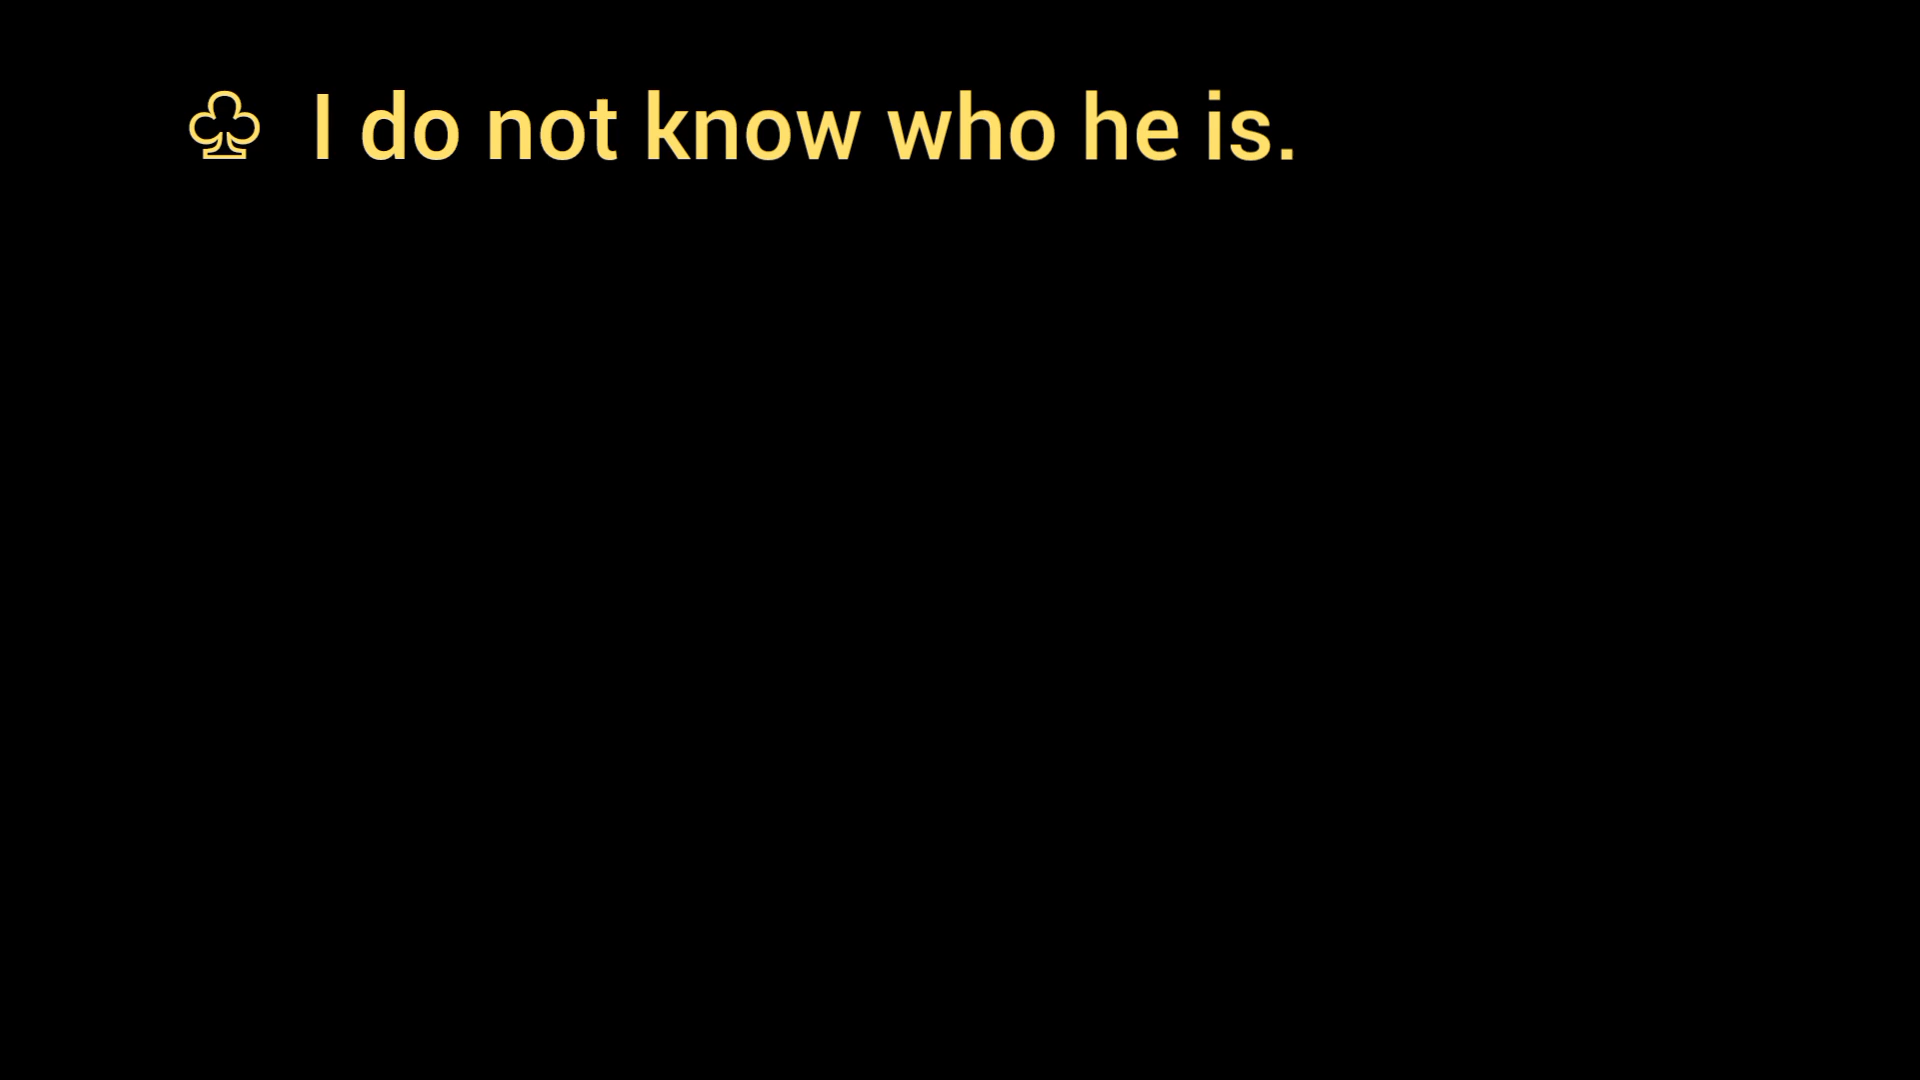 ♧ I do not know who he is.